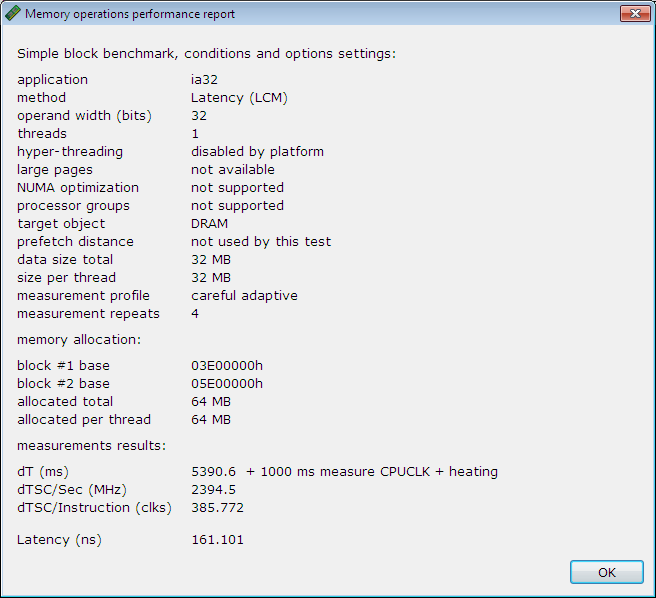 Memory operations performance report
Simple block benchmark, conditions and options settings:
application ia32
method Latency (LCM)
operand width (bits) 32
threads 1
hyper-threading disabled by platform
large pages not available
NUMA optimization not supported
processor groups not supported
target object DRAM
prefetch distance not used by this test
data size total 32 MB
size per thread 32 MB
measurement profile careful adaptive
measurement repeats 4
memory allocation:
block #1 base 03E00000h
block #2 base 05E00000h
allocated total 64 MB
allocated per thread 64 MB
measurements results:
dT (ms) 5390.6 + 1000 ms measure CPUCLK + heating
dTSC/Sec (MHz) 2394.5
dTSC/Instruction (clks) 385.772
Latency (ns) 161.101
OK